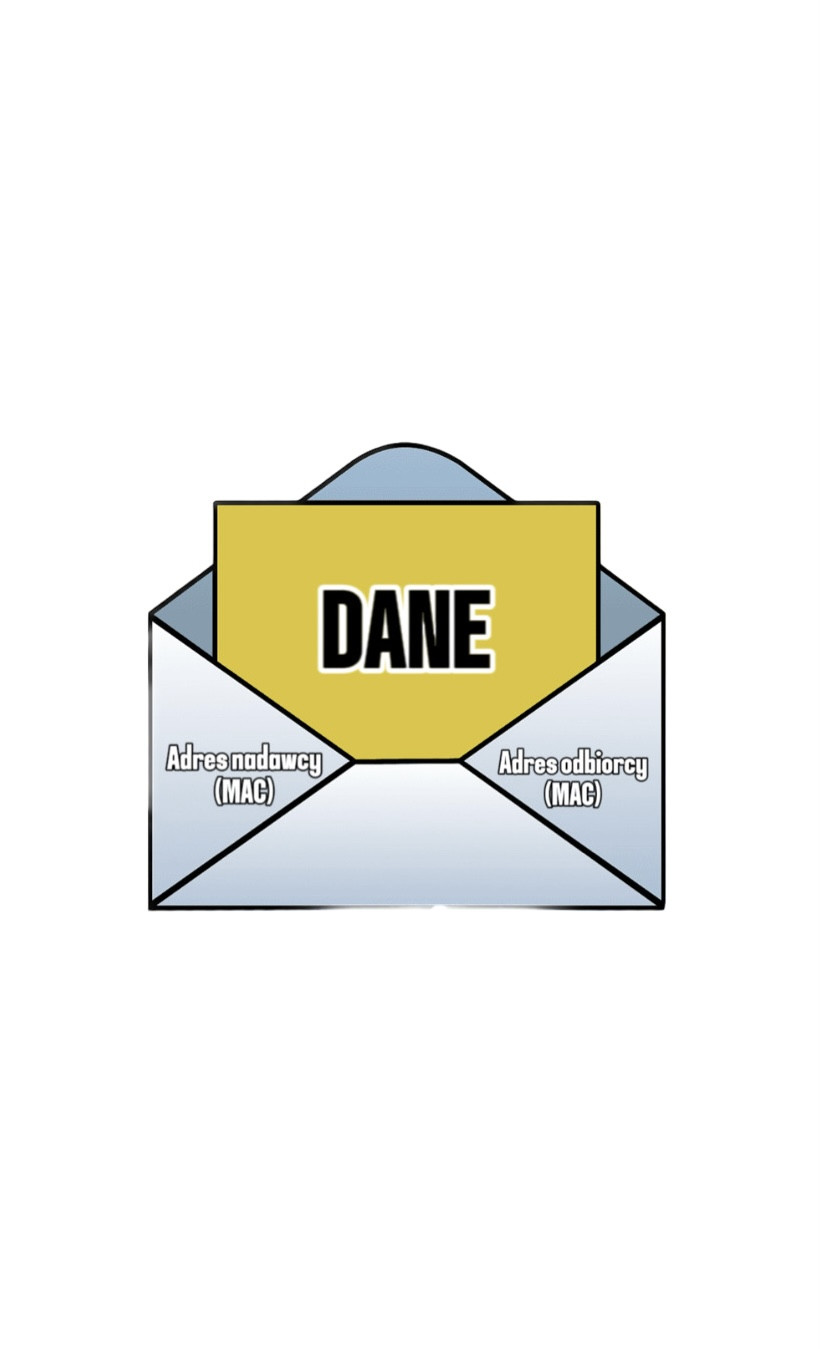 DANE
Adres nadawcy
(MAC)
Adres odbiorcy
(MAC)